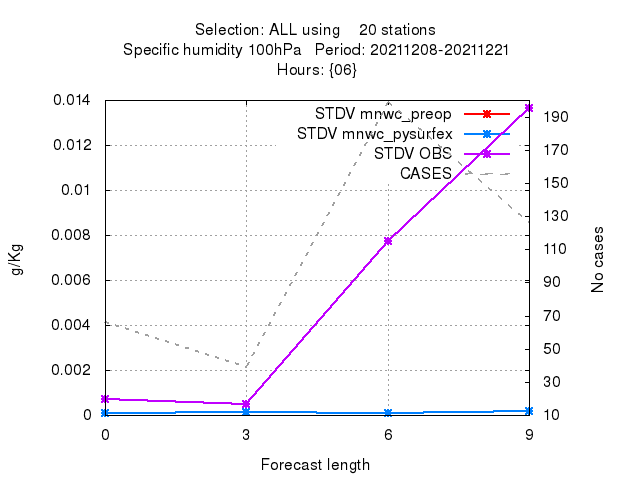 Selection: ALL using 20 stations
Specific humidity 100hPa Period: 20211208-20211221
Hours: {06}
STDV mnwc_preop
STDV mnwc_pysurfex
STDV OBS
CASES
0.014
0.012
0.01
0.008
0.006
0.004
0.002
0
g/Kg
190
170
150
130
110
90
70
50
30
10
No cases
0 3 6 9
Forecast length